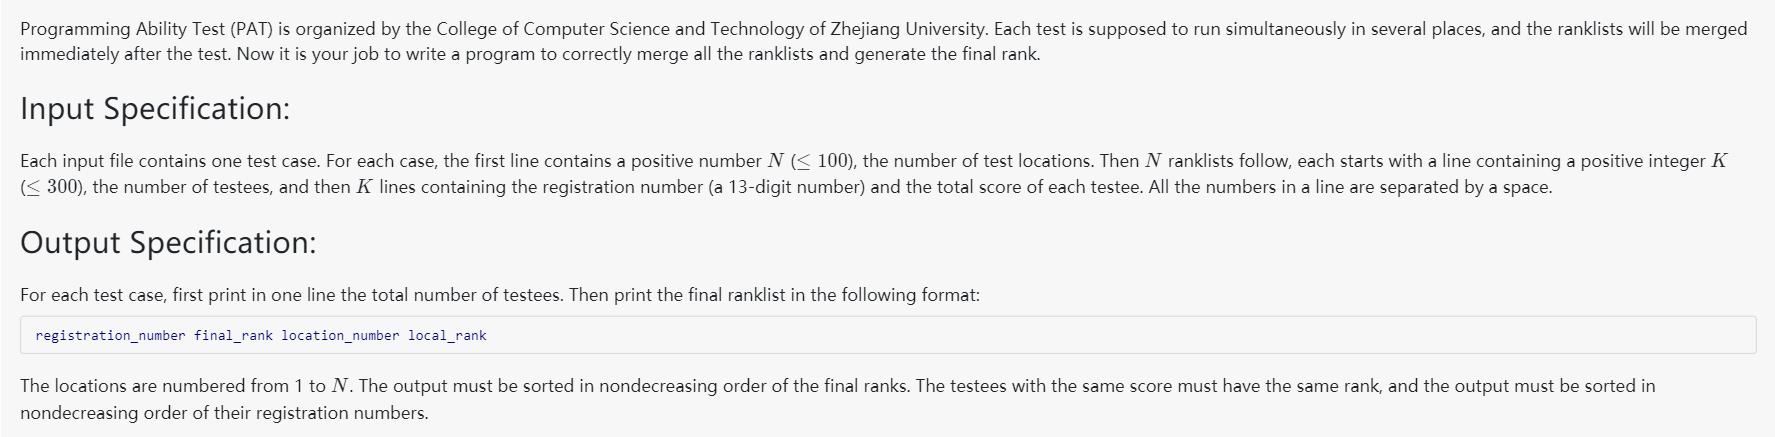 Programming Ability Test (PAT) is organized by the College of Computer Science and Technology of Zhejiang University. Each test is supposed to run simultaneously in several places, and the ranklists will be merged
immediately after the test. Now it is your job to write a program to correctly merge all the ranklists and generate the final rank.
Input Specification:
Each input file contains one test case. For each case, the first line contains a positive number N (≤ 100), the number of test locations. Then N ranklists follow, each starts with a line containing a positive integer K
(≤ 300), the number of testees, and then K lines containing the registration number (a 13-digit number) and the total score of each testee. All the numbers in a line are separated by a space.
Output Specification:
For each test case, first print in one line the total number of testees. Then print the final ranklist in the following format:
registration_number final_rank location_number local_rank
The locations are numbered from 1 to N. The output must be sorted in nondecreasing order of the final ranks. The testees with the same score must have the same rank, and the output must be sorted in
nondecreasing order of their registration numbers.